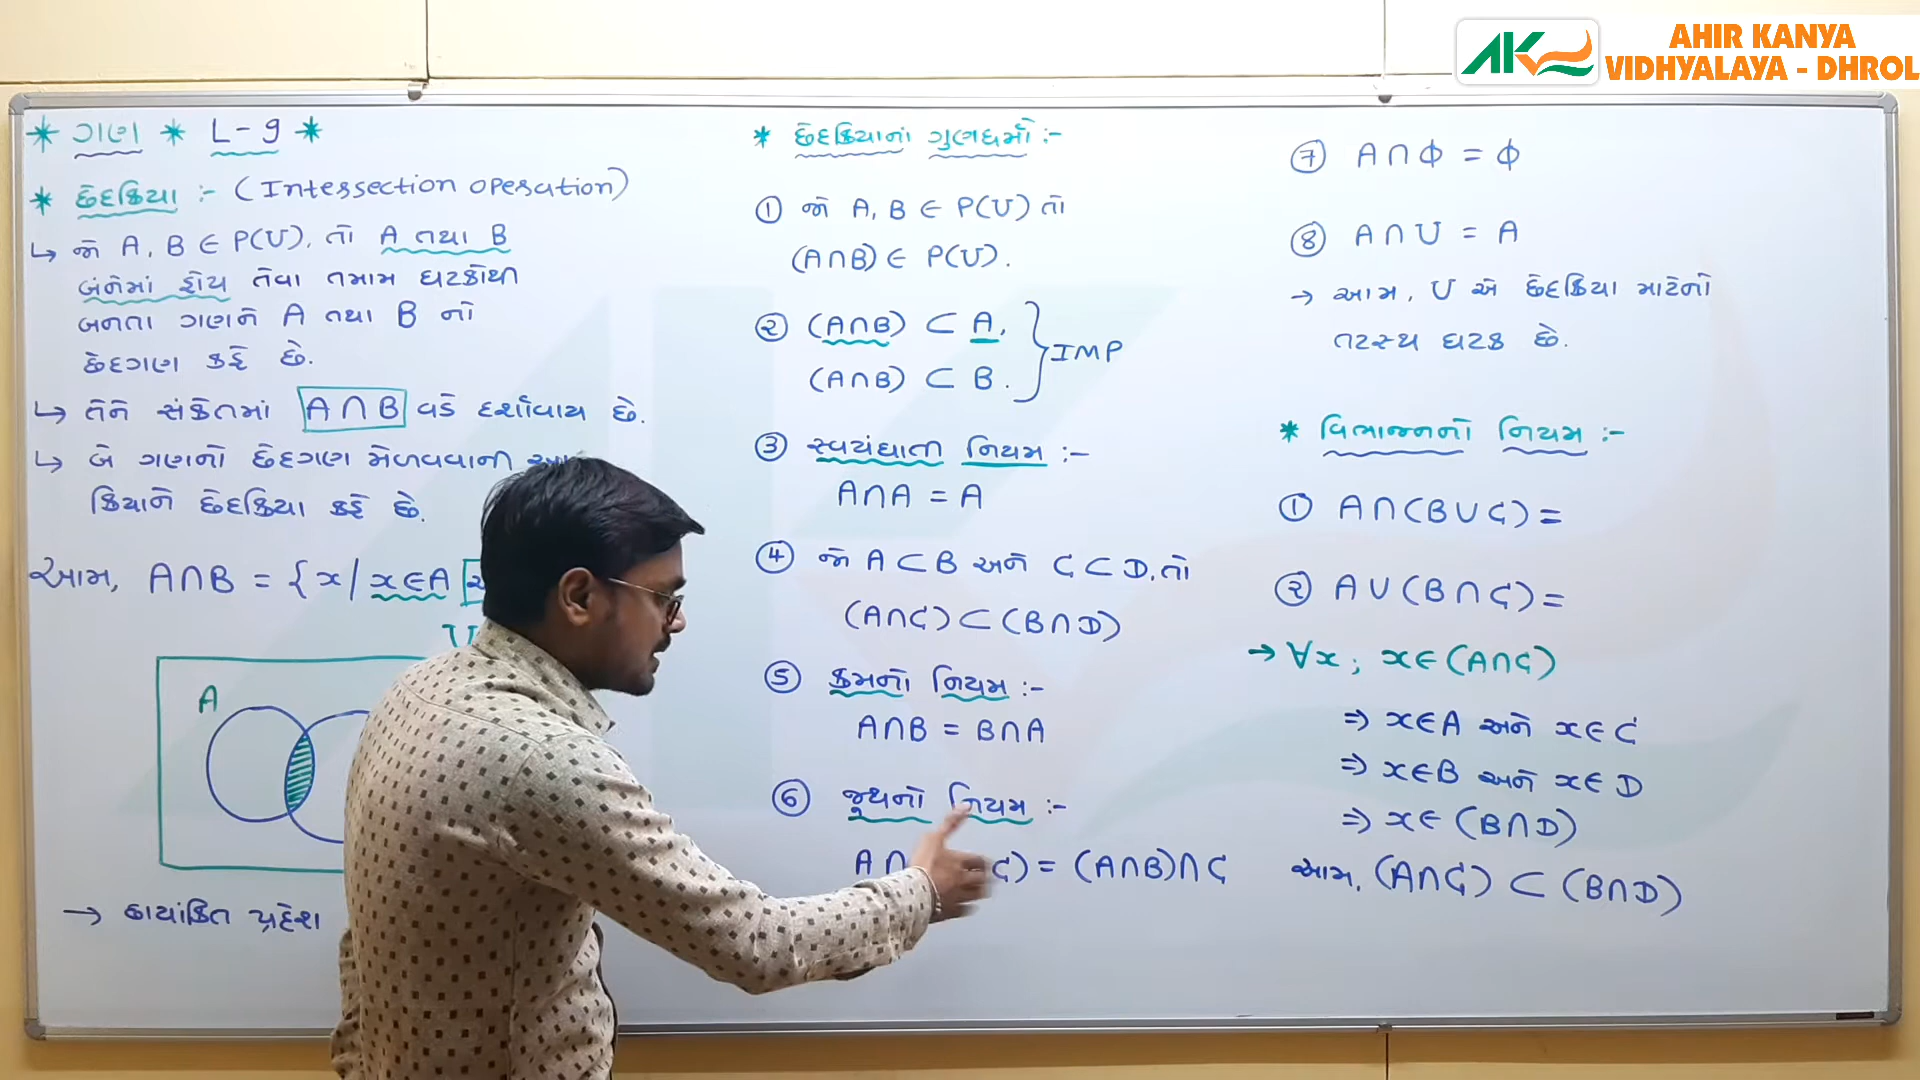 AHIR KANYA
VIDHYALAYA - DHROL
* ગણ * L-9 *
* છેદક્રિયા :- (Intersection operation)
↳ જો A, B ∈ P(U), તો A તથા B
બંનેમાં હોય તેવા તમામ ઘટકોથી
બનતા ગણને A તથા B નો
છેદગણ કહે છે.
↳ તેને સંકેતમાં A∩B વડે દર્શાવાય છે.
↳ બે ગણનો છેદગણ મેળવવાની
ક્રિયાને છેદક્રિયા કહે છે.
આમ, A∩B = {x / x∈A
U
A
→ છાયાંકિત પ્રદેશ
* છેદક્રિયાનાં ગુણધર્મો :-
① જો A, B ∈ P(U) તો
(A∩B) ∈ P(U).
② (A∩B) ⊂ A,
(A∩B) ⊂ B.
} IMP
③ સ્વયંઘાતી નિયમ :-
A∩A = A
④ જો A⊂B અને C⊂D, તો
(A∩C) ⊂ (B∩D)
⑤ ક્રમનો નિયમ :-
A∩B = B∩A
⑥ જૂથનો નિયમ :-
A∩ C) = (A∩B)∩C
⑦ A∩Φ = Φ
⑧ A∩U = A
→ આમ, U એ છેદક્રિયા માટેનો
તટસ્થ ઘટક છે.
* વિભાજનનો નિયમ :-
① A∩(B∪C) =
② A∪(B∩C) =
→ ∀x ; x∈(A∩C)
⇒ x∈A અને x∈C
⇒ x∈B અને x∈D
⇒ x∈(B∩D)
આમ, (A∩C) ⊂ (B∩D)